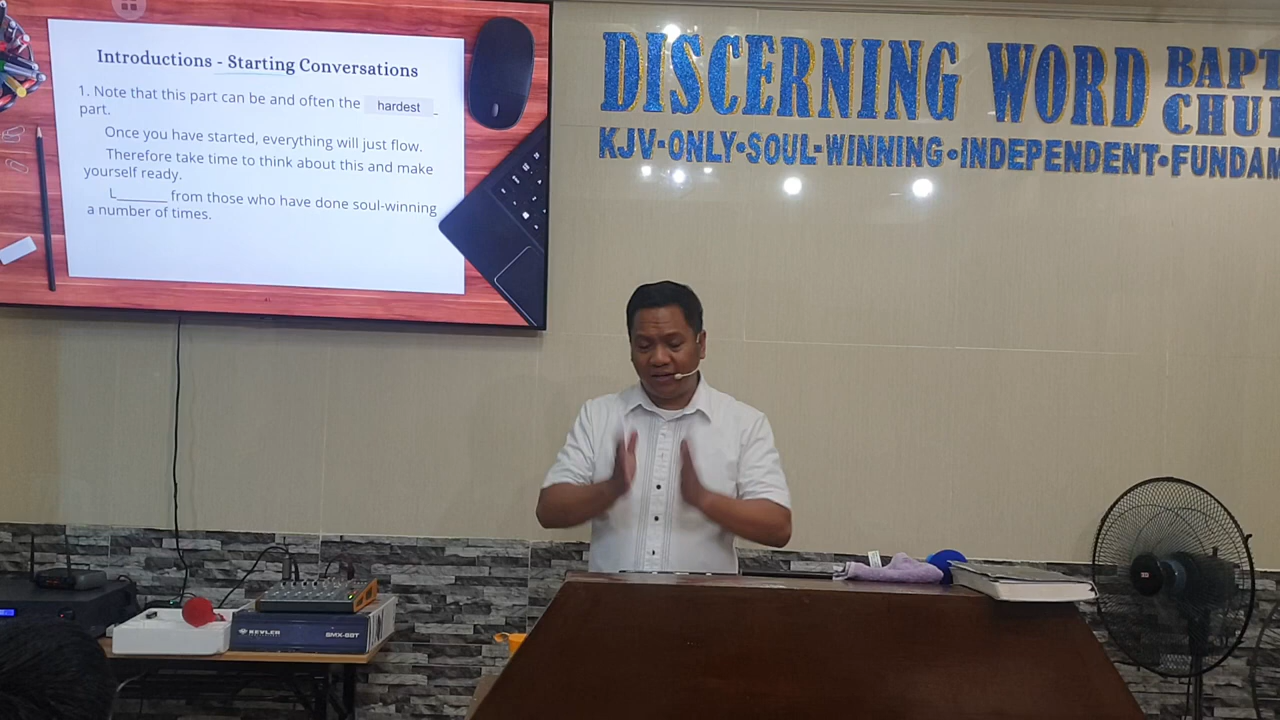 Introductions - Starting Conversations
1. Note that this part can be and often the hardest _
part.
Once you have started, everything will just flow.
Therefore take time to think about this and make
yourself ready.
L_______ from those who have done soul-winning
a number of times.
DISCERNING WORD BAPT
CHU
KJV-ONLY•SOUL-WINNING•INDEPENDENT•FUNDAM
KEVLER
SMX-6BT